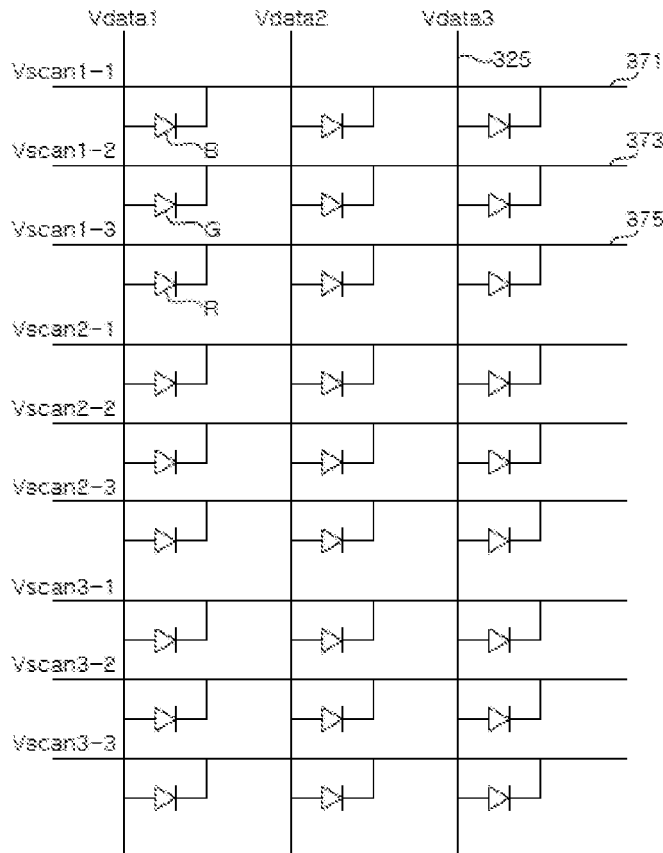 Vdata1 Vdata2 Vdata3
325
371
Vscan1-1
B
373
Vscan1-2
G
375
Vscan1-3
R
Vscan2-1
Vscan2-2
Vscan2-3
Vscan3-1
Vscan3-2
Vscan3-3